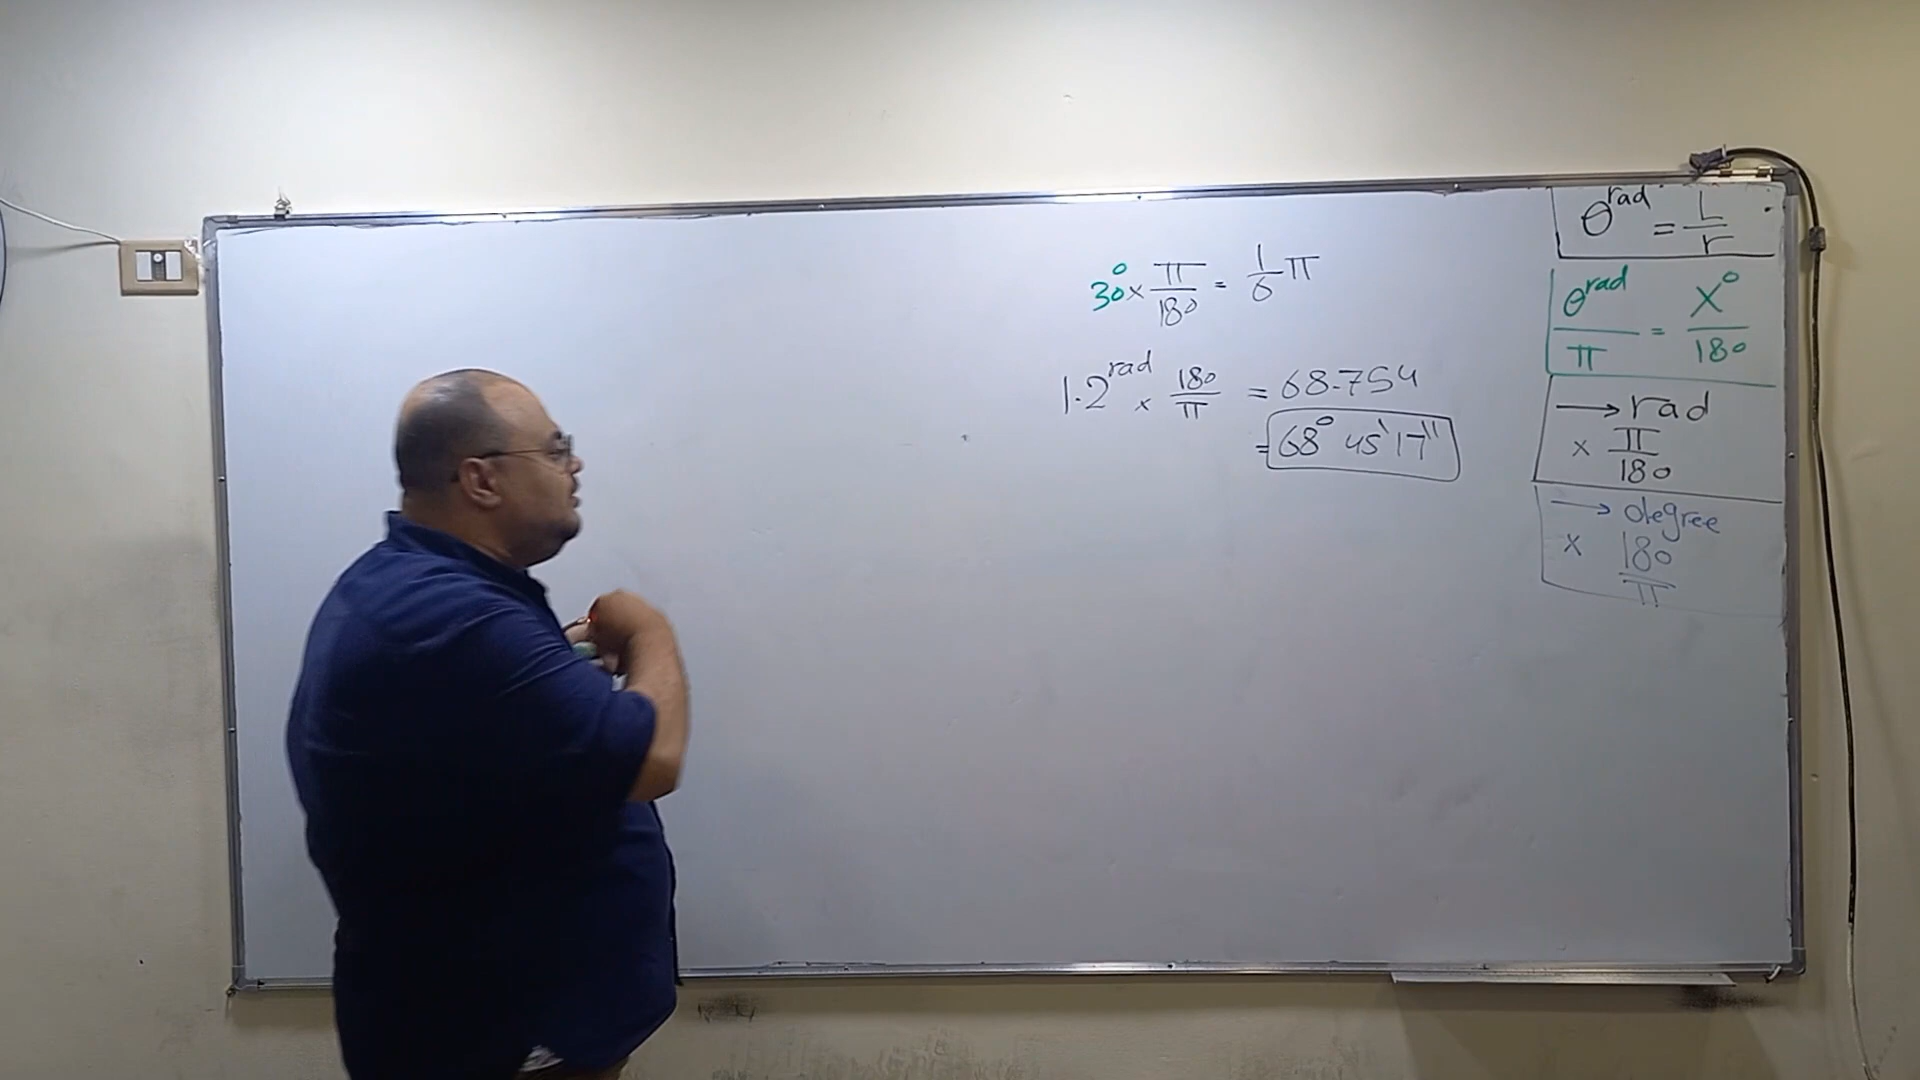 30° × π/180 = 1/6 π
1.2 rad × 180/π = 68.754
= 68° 45' 17"
θ rad = L/r
θ rad/π = X°/180
→ rad
× π/180
→ degree
× 180/π